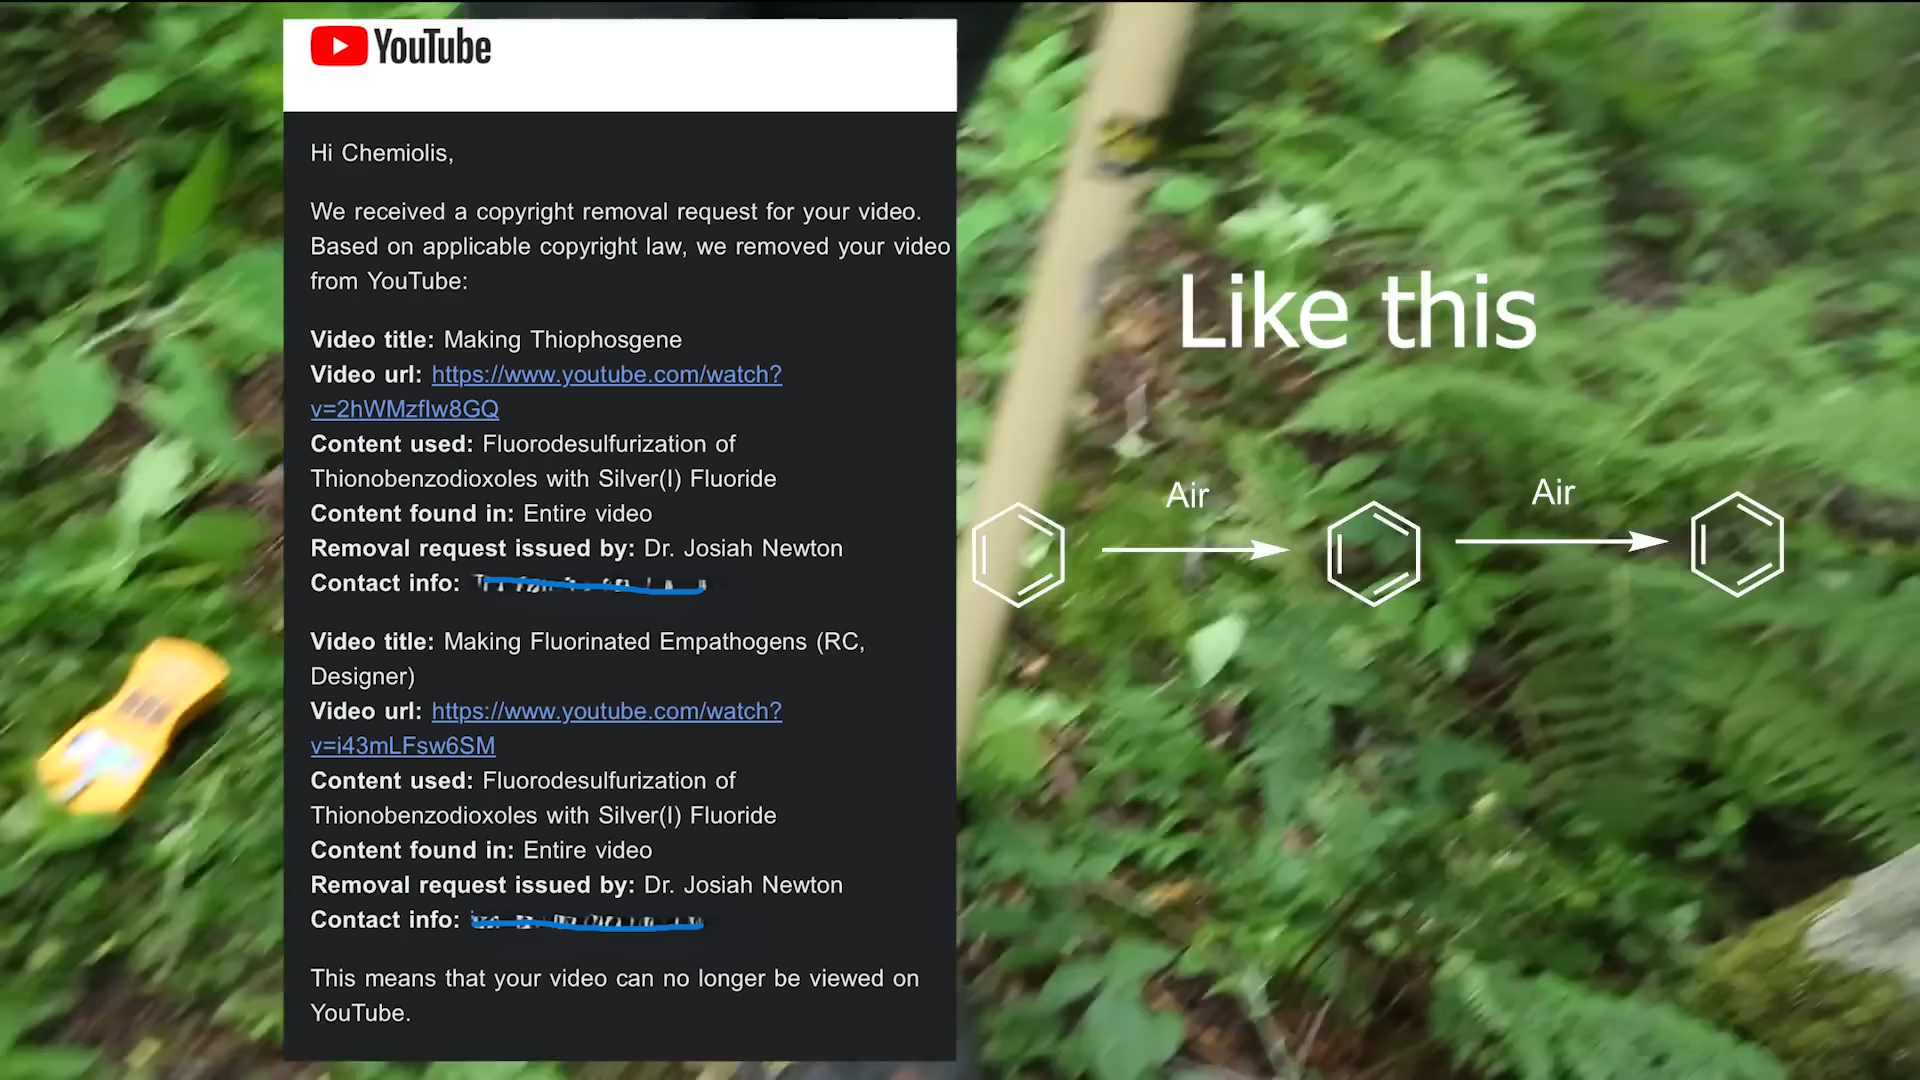 YouTube
Hi Chemiolis,
We received a copyright removal request for your video.
Based on applicable copyright law, we removed your video
from YouTube:
Video title: Making Thiophosgene
Video url: https://www.youtube.com/watch?
v=2hWMzfIw8GQ
Content used: Fluorodesulfurization of
Thionobenzodioxoles with Silver(I) Fluoride
Content found in: Entire video
Removal request issued by: Dr. Josiah Newton
Contact info:
Video title: Making Fluorinated Empathogens (RC,
Designer)
Video url: https://www.youtube.com/watch?
v=i43mLFsw6SM
Content used: Fluorodesulfurization of
Thionobenzodioxoles with Silver(I) Fluoride
Content found in: Entire video
Removal request issued by: Dr. Josiah Newton
Contact info:
This means that your video can no longer be viewed on
YouTube.
Like this
Air
Air